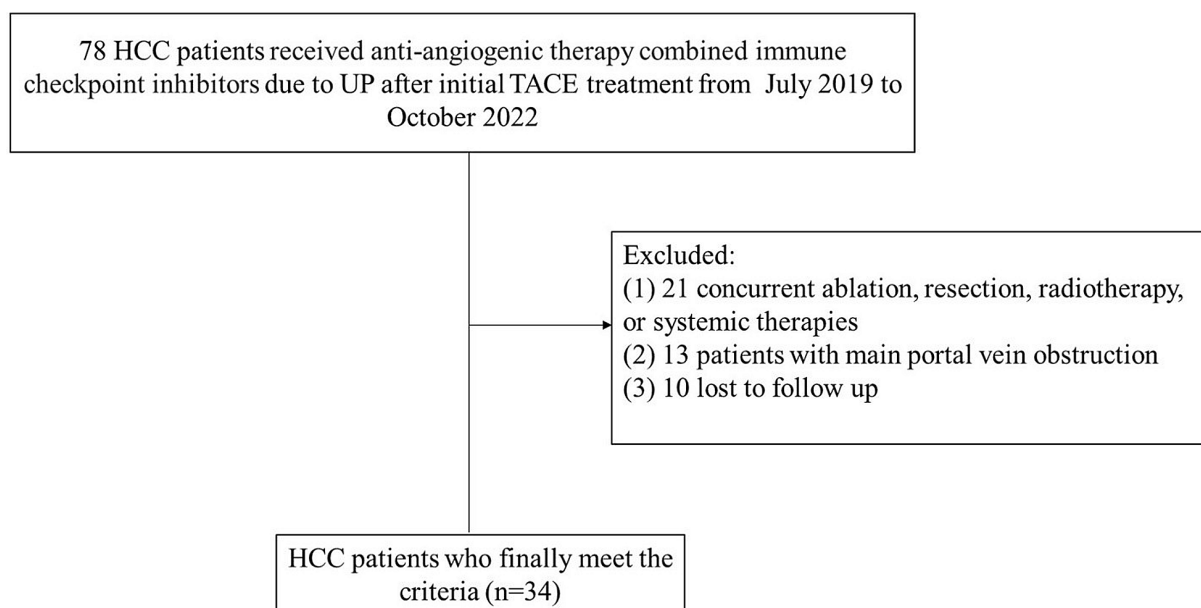 78 HCC patients received anti-angiogenic therapy combined immune
checkpoint inhibitors due to UP after initial TACE treatment from July 2019 to
October 2022
Excluded:
(1) 21 concurrent ablation, resection, radiotherapy,
or systemic therapies
(2) 13 patients with main portal vein obstruction
(3) 10 lost to follow up
HCC patients who finally meet the
criteria (n=34)